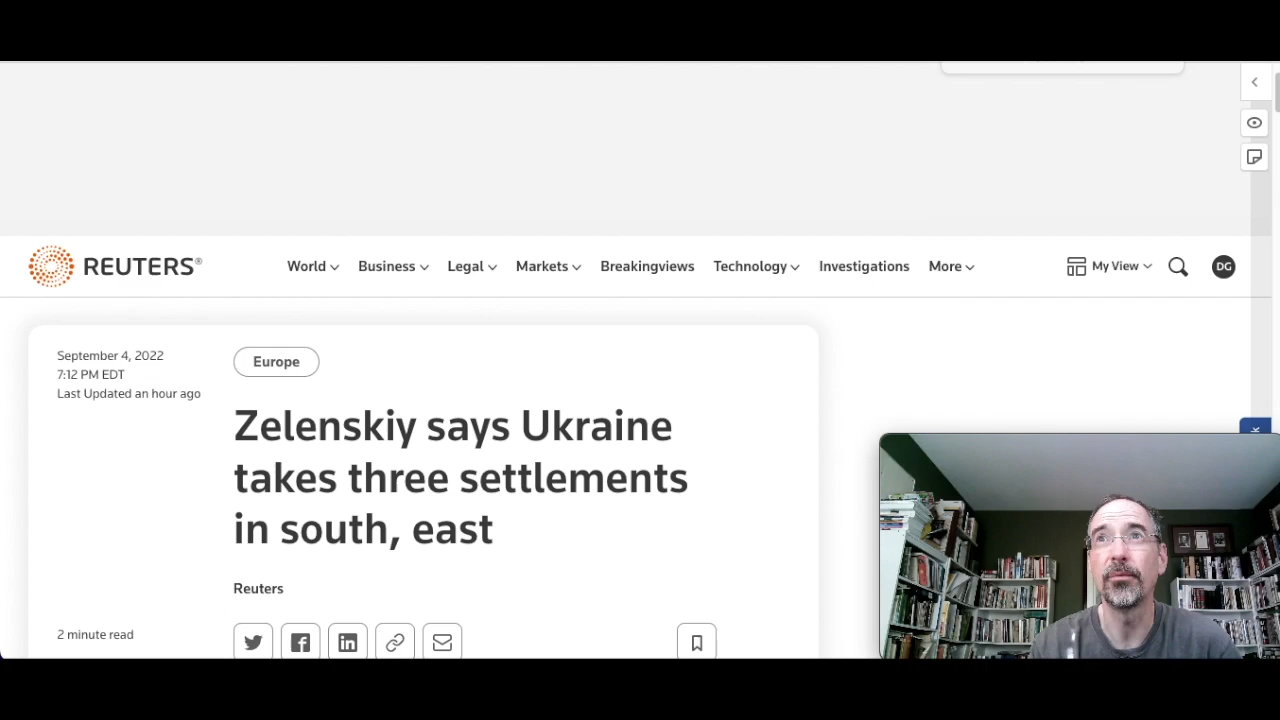 REUTERS®
World Business Legal Markets Breakingviews Technology Investigations More My View DG
September 4, 2022
7:12 PM EDT
Last Updated an hour ago
Europe
Zelenskiy says Ukraine
takes three settlements
in south, east
Reuters
2 minute read